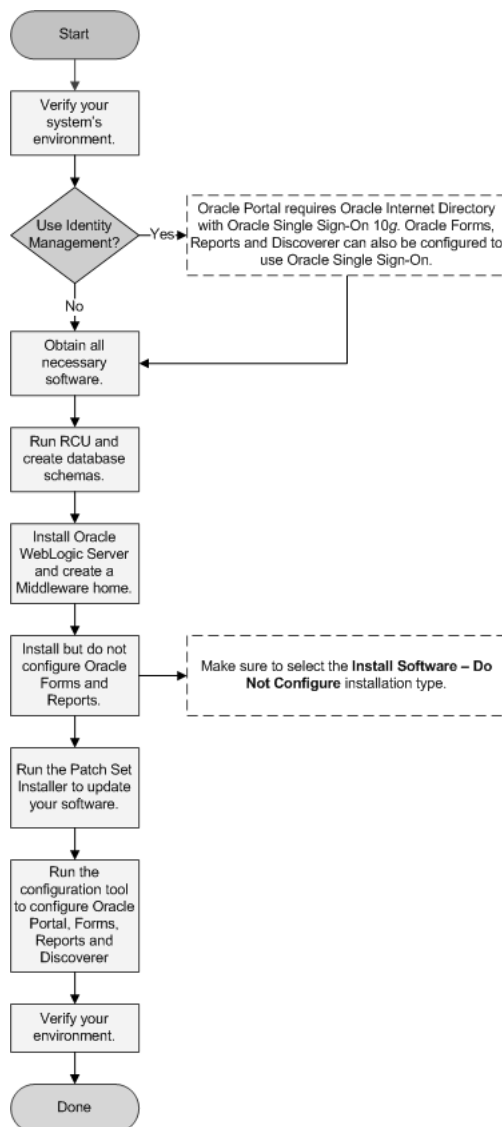 Start
Verify your
system's
environment.
Use Identity
Management?
Yes
Oracle Portal requires Oracle Internet Directory
with Oracle Single Sign-On 10g. Oracle Forms,
Reports and Discoverer can also be configured to
use Oracle Single Sign-On.
No
Obtain all
necessary
software.
Run RCU and
create database
schemas.
Install Oracle
WebLogic Server
and create a
Middleware home.
Install but do not
configure Oracle
Forms and
Reports.
Make sure to select the Install Software – Do
Not Configure installation type.
Run the Patch Set
Installer to update
your software.
Run the
configuration tool
to configure Oracle
Portal, Forms,
Reports and
Discoverer
Verify your
environment.
Done